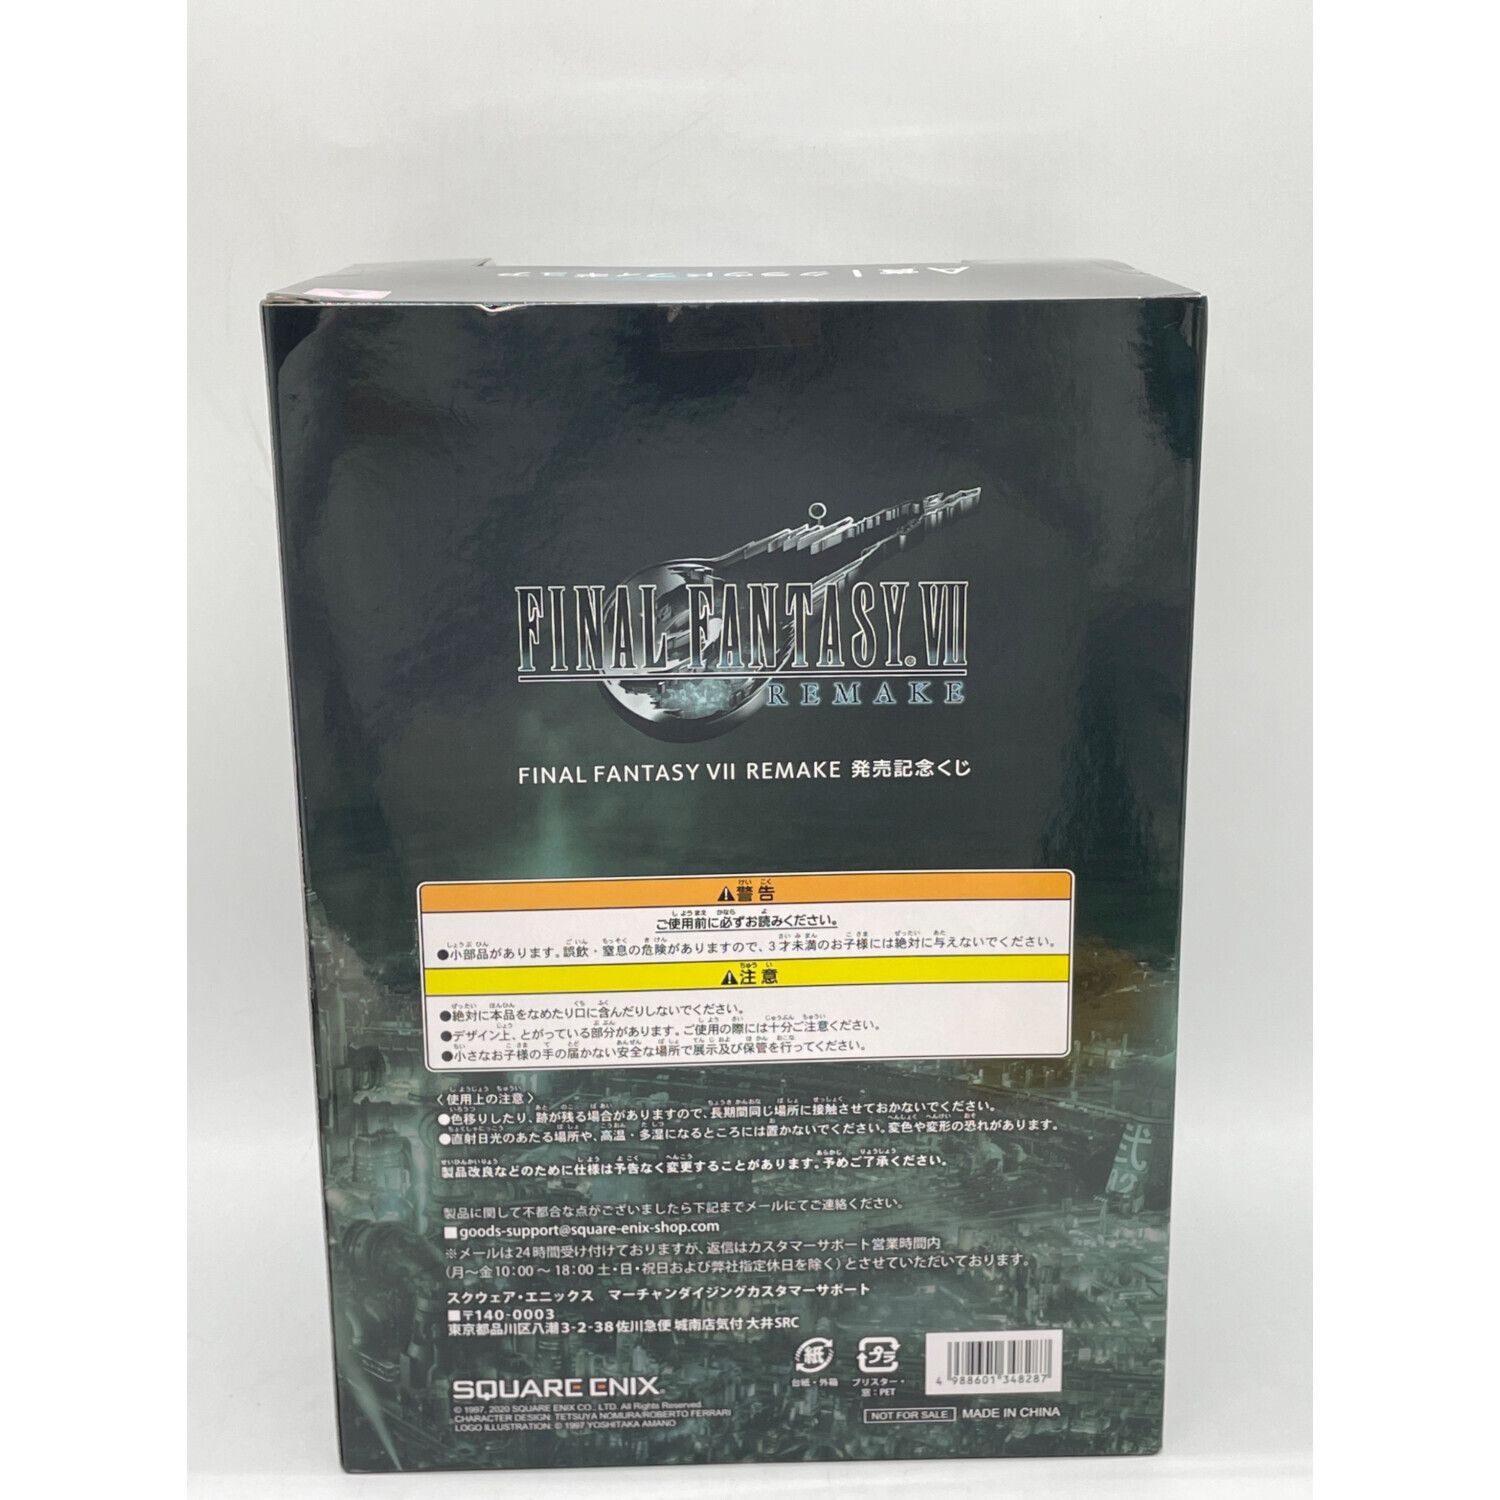 A賞 | クラウド フィギュア
FINAL FANTASY VII
REMAKE
FINAL FANTASY VII REMAKE 発売記念くじ
⚠警告
ご使用前に必ずお読みください。
●小部品があります。誤飲・窒息の危険がありますので、3才未満のお子様には絶対に与えないでください。
⚠注意
●絶対に本品をなめたり口に含んだりしないでください。
●デザイン上、とがっている部分があります。ご使用の際には十分ご注意ください。
●小さなお子様の手の届かない安全な場所で展示及び保管を行ってください。
〈使用上の注意〉
●色移りしたり、跡が残る場合がありますので、長期間同じ場所に接触させておかないでください。
●直射日光のあたる場所や、高温・多湿になるところには置かないでください。変色や変形の恐れがあります。
製品改良などのために仕様は予告なく変更することがあります。予めご了承ください。
製品に関して不都合な点がございましたら下記までメールにてご連絡ください。
■goods-support@square-enix-shop.com
※メールは24時間受け付けておりますが、返信はカスタマーサポート営業時間内
(月〜金10:00〜18:00 土・日・祝日および弊社指定休日を除く)とさせていただいております。
スクウェア・エニックス マーチャンダイジングカスタマーサポート
■〒140-0003
東京都品川区八潮3-2-38 佐川急便 城南店気付 大井SRC
紙
台紙・外箱
プラ
ブリスター・
窓:PET
4 988601 348287
SQUARE ENIX.
© 1997, 2020 SQUARE ENIX CO., LTD. All Rights Reserved.
CHARACTER DESIGN: TETSUYA NOMURA/ROBERTO FERRARI
LOGO ILLUSTRATION: © 1997 YOSHITAKA AMANO
NOT FOR SALE MADE IN CHINA